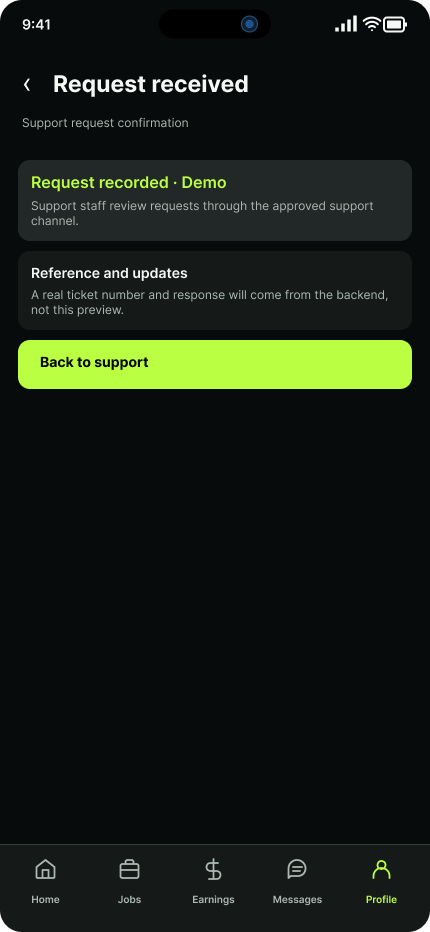 9:41
Request received
Support request confirmation
Request recorded · Demo
Support staff review requests through the approved support
channel.
Reference and updates
A real ticket number and response will come from the backend,
not this preview.
Back to support
Home
Jobs
Earnings
Messages
Profile